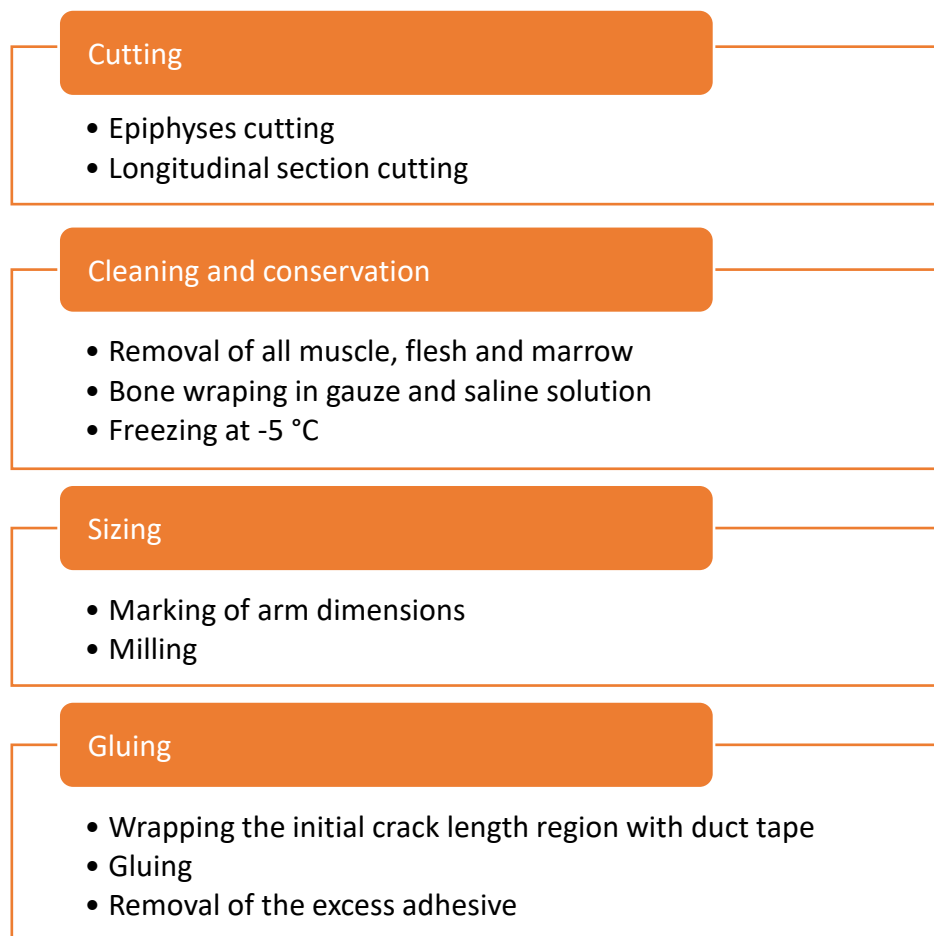 Cutting
• Epiphyses cutting
• Longitudinal section cutting
Cleaning and conservation
• Removal of all muscle, flesh and marrow
• Bone wraping in gauze and saline solution
• Freezing at -5 °C
Sizing
• Marking of arm dimensions
• Milling
Gluing
• Wrapping the initial crack length region with duct tape
• Gluing
• Removal of the excess adhesive